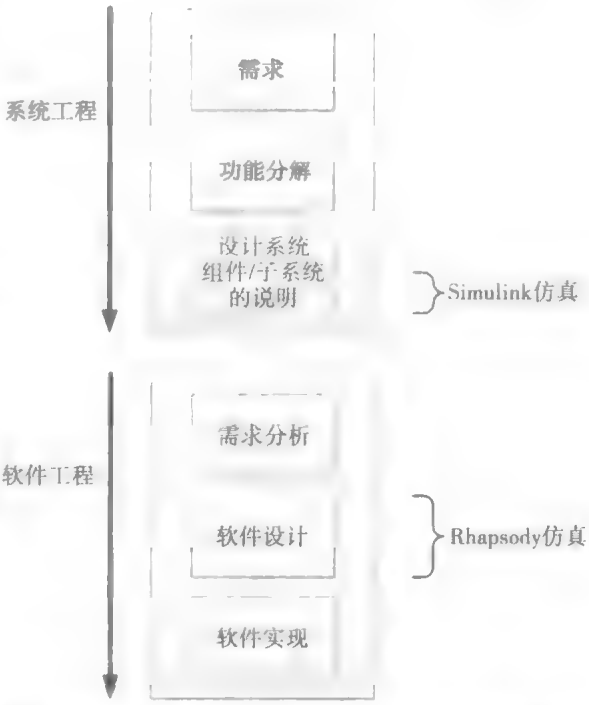 需求
系统工程
功能分解
设计系统
组件/子系统
的说明
Simulink仿真
需求分析
软件工程
软件设计
Rhapsody仿真
软件实现